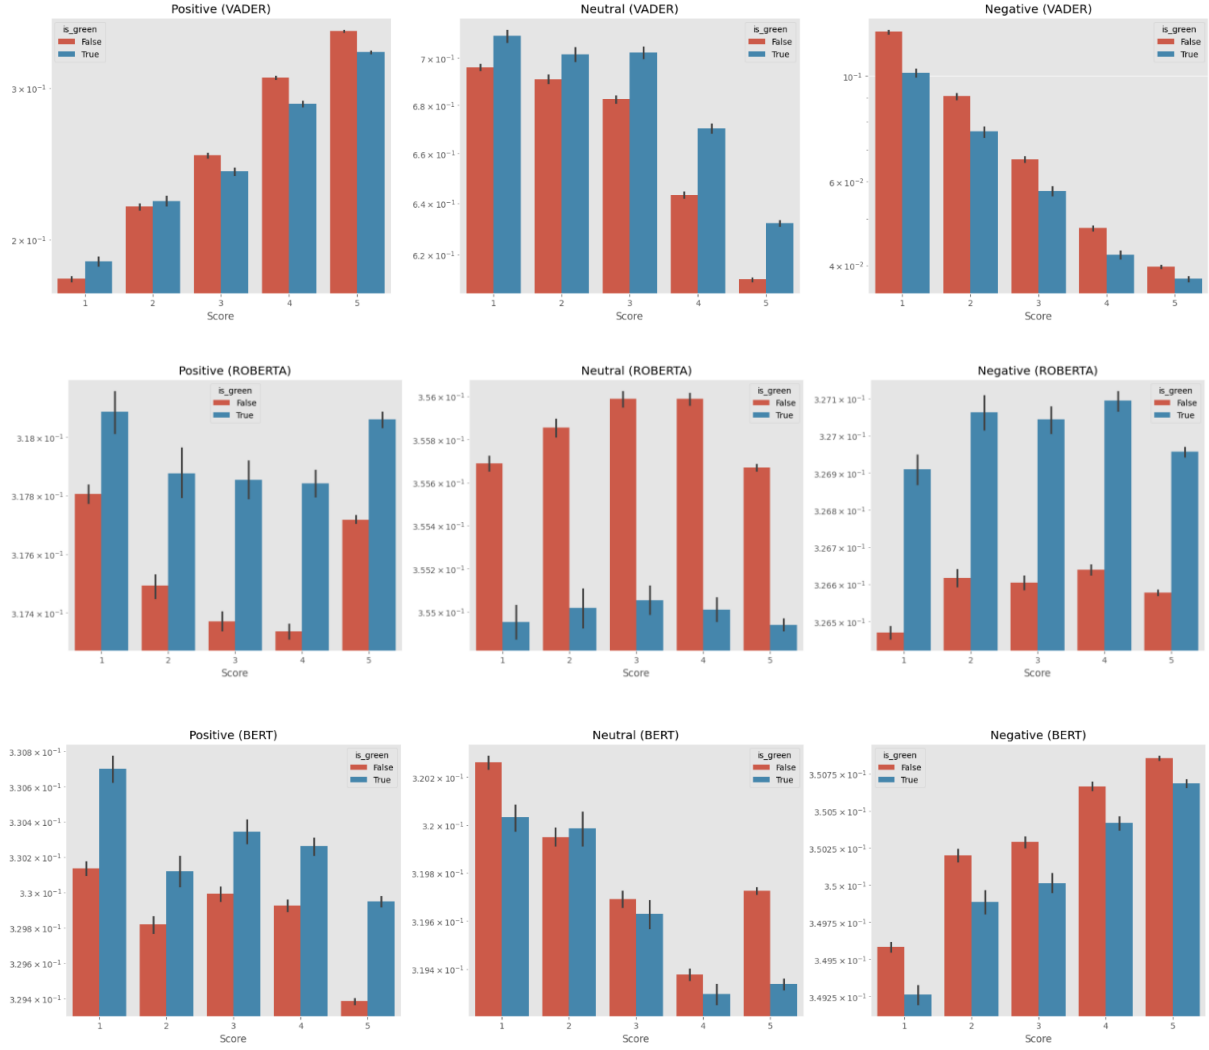 Positive (VADER)
is_green
False
True
3 × 10⁻¹
2 × 10⁻¹
1 2 3 4 5
Score
Neutral (VADER)
is_green
False
True
7 × 10⁻¹
6.8 × 10⁻¹
6.6 × 10⁻¹
6.4 × 10⁻¹
6.2 × 10⁻¹
1 2 3 4 5
Score
Negative (VADER)
is_green
False
True
10⁻¹
6 × 10⁻²
4 × 10⁻²
1 2 3 4 5
Score
Positive (ROBERTA)
is_green
False
True
3.18 × 10⁻¹
3.178 × 10⁻¹
3.176 × 10⁻¹
3.174 × 10⁻¹
1 2 3 4 5
Score
Neutral (ROBERTA)
is_green
False
True
3.56 × 10⁻¹
3.558 × 10⁻¹
3.556 × 10⁻¹
3.554 × 10⁻¹
3.552 × 10⁻¹
3.55 × 10⁻¹
1 2 3 4 5
Score
Negative (ROBERTA)
is_green
False
True
3.271 × 10⁻¹
3.27 × 10⁻¹
3.269 × 10⁻¹
3.268 × 10⁻¹
3.267 × 10⁻¹
3.266 × 10⁻¹
3.265 × 10⁻¹
1 2 3 4 5
Score
Positive (BERT)
is_green
False
True
3.308 × 10⁻¹
3.306 × 10⁻¹
3.304 × 10⁻¹
3.302 × 10⁻¹
3.3 × 10⁻¹
3.298 × 10⁻¹
3.296 × 10⁻¹
3.294 × 10⁻¹
1 2 3 4 5
Score
Neutral (BERT)
is_green
False
True
3.202 × 10⁻¹
3.2 × 10⁻¹
3.198 × 10⁻¹
3.196 × 10⁻¹
3.194 × 10⁻¹
1 2 3 4 5
Score
Negative (BERT)
is_green
False
True
3.5075 × 10⁻¹
3.505 × 10⁻¹
3.5025 × 10⁻¹
3.5 × 10⁻¹
3.4975 × 10⁻¹
3.495 × 10⁻¹
3.4925 × 10⁻¹
1 2 3 4 5
Score